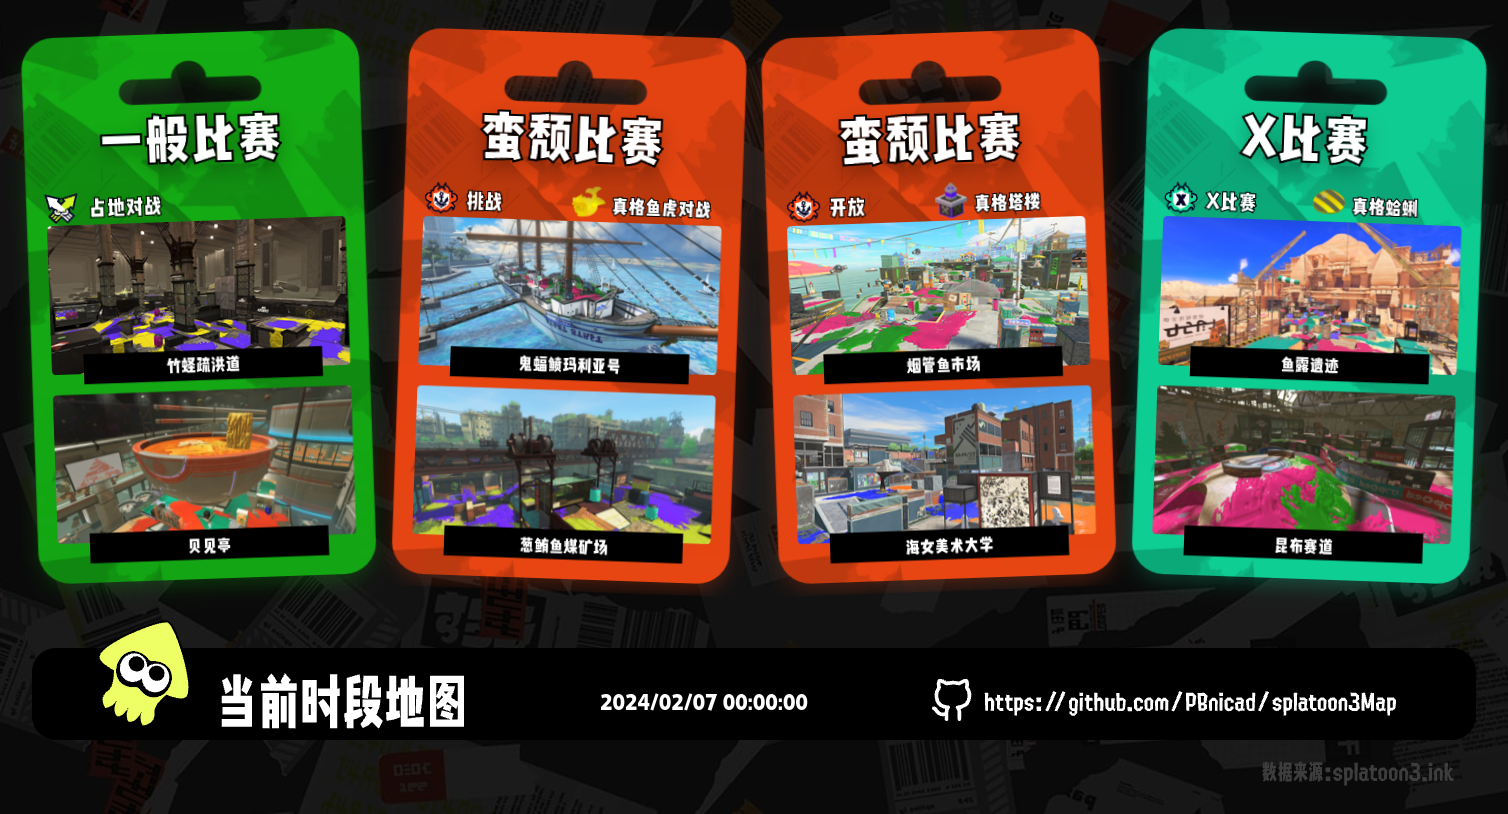 一般比赛
占地对战
竹蛏疏洪道
贝见亭
蛮颓比赛
挑战
真格鱼虎对战
鬼蝠鲼玛利亚号
葱鲔鱼煤矿场
蛮颓比赛
开放
真格塔楼
烟管鱼市场
海女美术大学
X比赛
X比赛
真格蛤蜊
鱼露遗迹
昆布赛道
当前时段地图
2024/02/07 00:00:00
https://github.com/PBnicad/splatoon3Map
数据来源:splatoon3.ink